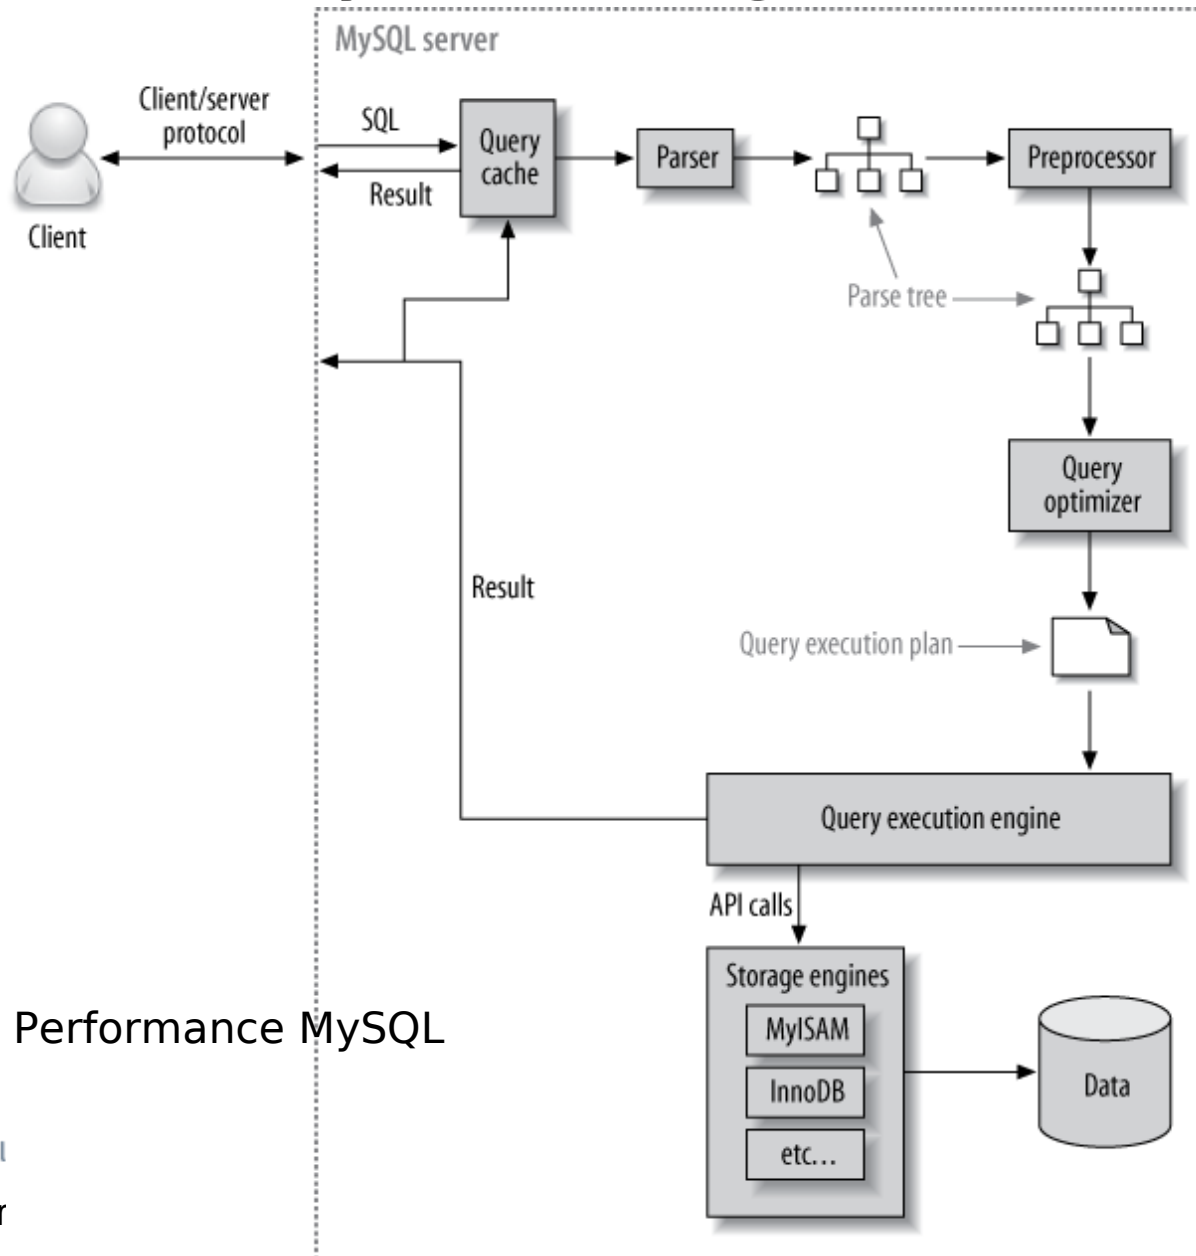 MySQL server
Client/server
protocol
SQL
Result
Query
cache
Parser
Preprocessor
Client
Parse tree
Query
optimizer
Result
Query execution plan
Query execution engine
API calls
Storage engines
MyISAM
InnoDB
etc...
Data
Performance MySQL